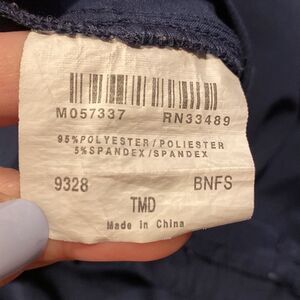 M057337 RN33489
95%POLYESTER/POLIESTER
5%SPANDEX/SPANDEX
9328 BNFS
TMD
Made in China